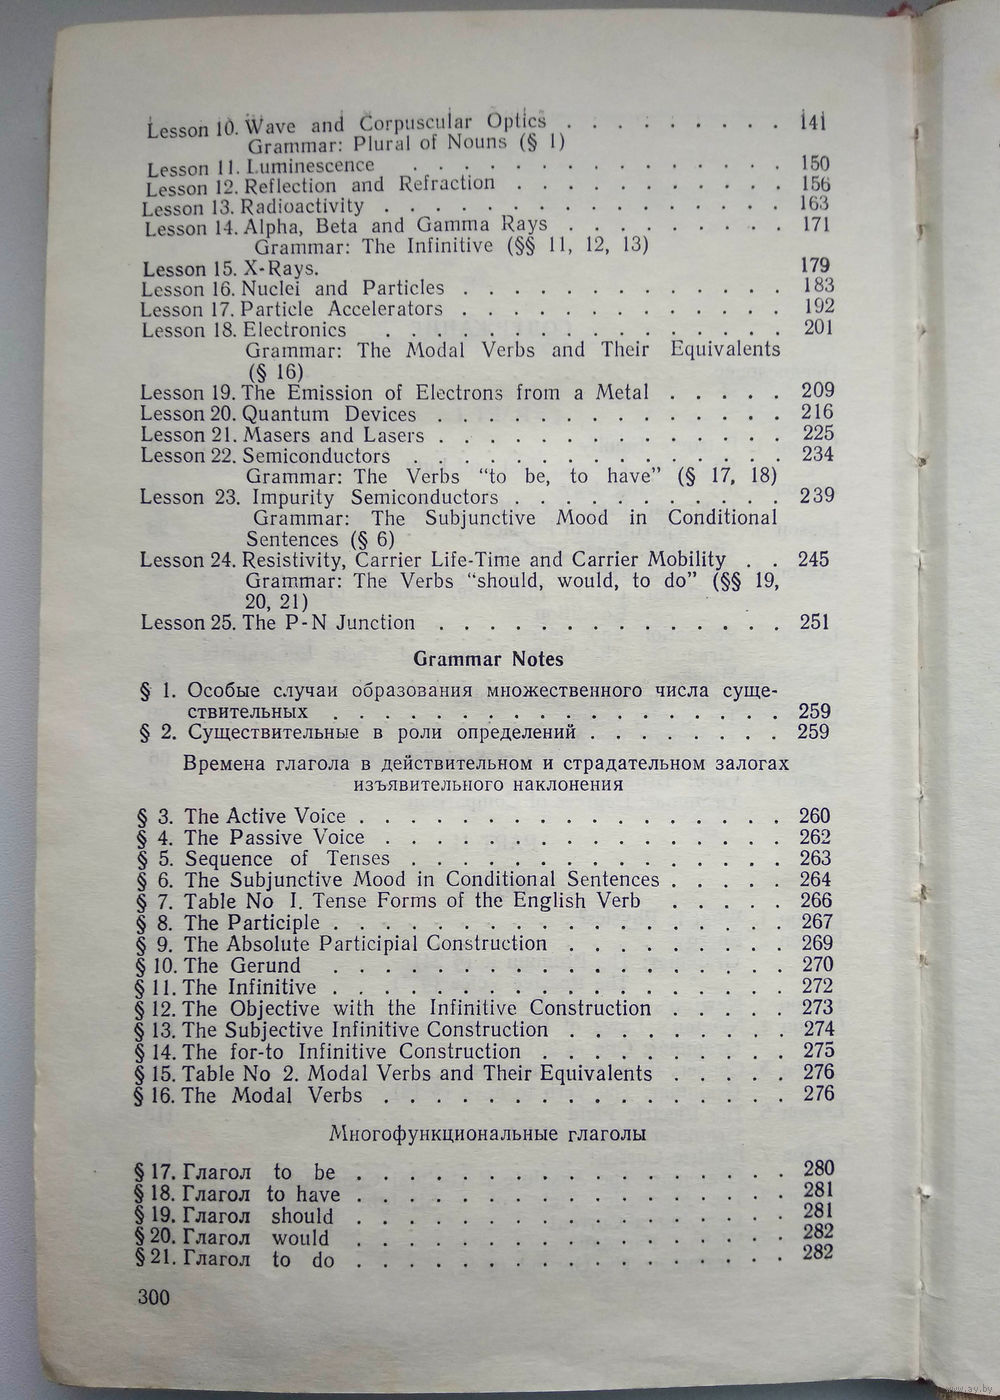 Lesson 10. Wave and Corpuscular Optics . . . . . . . . . 141
Grammar: Plural of Nouns (§ 1)
Lesson 11. Luminescence . . . . . . . . . . . . . . . 150
Lesson 12. Reflection and Refraction . . . . . . . . . . . 156
Lesson 13. Radioactivity . . . . . . . . . . . . . . . . 163
Lesson 14. Alpha, Beta and Gamma Rays . . . . . . . . . 171
Grammar: The Infinitive (§§ 11, 12, 13)
Lesson 15. X-Rays. 179
Lesson 16. Nuclei and Particles . . . . . . . . . . . . . 183
Lesson 17. Particle Accelerators . . . . . . . . . . . . . 192
Lesson 18. Electronics . . . . . . . . . . . . . . . . 201
Grammar: The Modal Verbs and Their Equivalents
(§ 16)
Lesson 19. The Emission of Electrons from a Metal . . . . . 209
Lesson 20. Quantum Devices . . . . . . . . . . . . . . 216
Lesson 21. Masers and Lasers . . . . . . . . . . . . . . 225
Lesson 22. Semiconductors . . . . . . . . . . . . . . . 234
Grammar: The Verbs “to be, to have” (§ 17, 18)
Lesson 23. Impurity Semiconductors . . . . . . . . . . . 239
Grammar: The Subjunctive Mood in Conditional
Sentences (§ 6)
Lesson 24. Resistivity, Carrier Life-Time and Carrier Mobility . . 245
Grammar: The Verbs “should, would, to do” (§§ 19,
20, 21)
Lesson 25. The P-N Junction . . . . . . . . . . . . . . 251
Grammar Notes
§ 1. Особые случаи образования множественного числа суще-
ствительных . . . . . . . . . . . . . . . . . . 259
§ 2. Существительные в роли определений . . . . . . . . 259
Времена глагола в действительном и страдательном залогах
изъявительного наклонения
§ 3. The Active Voice . . . . . . . . . . . . . . . . . 260
§ 4. The Passive Voice . . . . . . . . . . . . . . . . 262
§ 5. Sequence of Tenses . . . . . . . . . . . . . . . 263
§ 6. The Subjunctive Mood in Conditional Sentences . . . . . 264
§ 7. Table No I. Tense Forms of the English Verb . . . . . 266
§ 8. The Participle . . . . . . . . . . . . . . . . . . 267
§ 9. The Absolute Participial Construction . . . . . . . . . 269
§ 10. The Gerund . . . . . . . . . . . . . . . . . . 270
§ 11. The Infinitive . . . . . . . . . . . . . . . . . . 272
§ 12. The Objective with the Infinitive Construction . . . . . 273
§ 13. The Subjective Infinitive Construction . . . . . . . . . 274
§ 14. The for-to Infinitive Construction . . . . . . . . . . 275
§ 15. Table No 2. Modal Verbs and Their Equivalents . . . . . 276
§ 16. The Modal Verbs . . . . . . . . . . . . . . . . 276
Многофункциональные глаголы
§ 17. Глагол to be . . . . . . . . . . . . . . . . . 280
§ 18. Глагол to have . . . . . . . . . . . . . . . . . 281
§ 19. Глагол should . . . . . . . . . . . . . . . . . 281
§ 20. Глагол would . . . . . . . . . . . . . . . . . 282
§ 21. Глагол to do . . . . . . . . . . . . . . . . . 282
300
www.ay.by